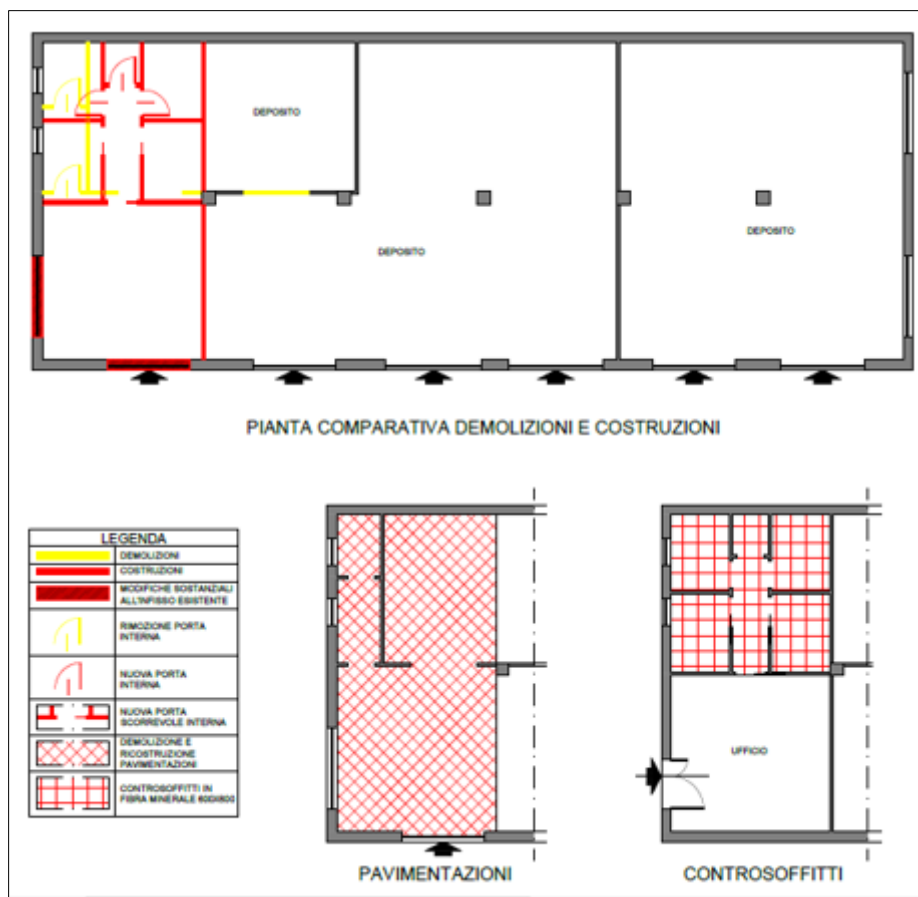 DEPOSITO
DEPOSITO
DEPOSITO
PIANTA COMPARATIVA DEMOLIZIONI E COSTRUZIONI
LEGENDA
DEMOLIZIONI
COSTRUZIONI
MODIFICHE SOSTANZIALI
ALL'INFISSO ESISTENTE
RIMOZIONE PORTA
INTERNA
NUOVA PORTA
INTERNA
NUOVA PORTA
SCORREVOLE INTERNA
DEMOLIZIONE E
RICOSTRUZIONE
PAVIMENTAZIONI
CONTROSOFFITTI IN
FIBRA MINERALE 600X600
UFFICIO
PAVIMENTAZIONI
CONTROSOFFITTI